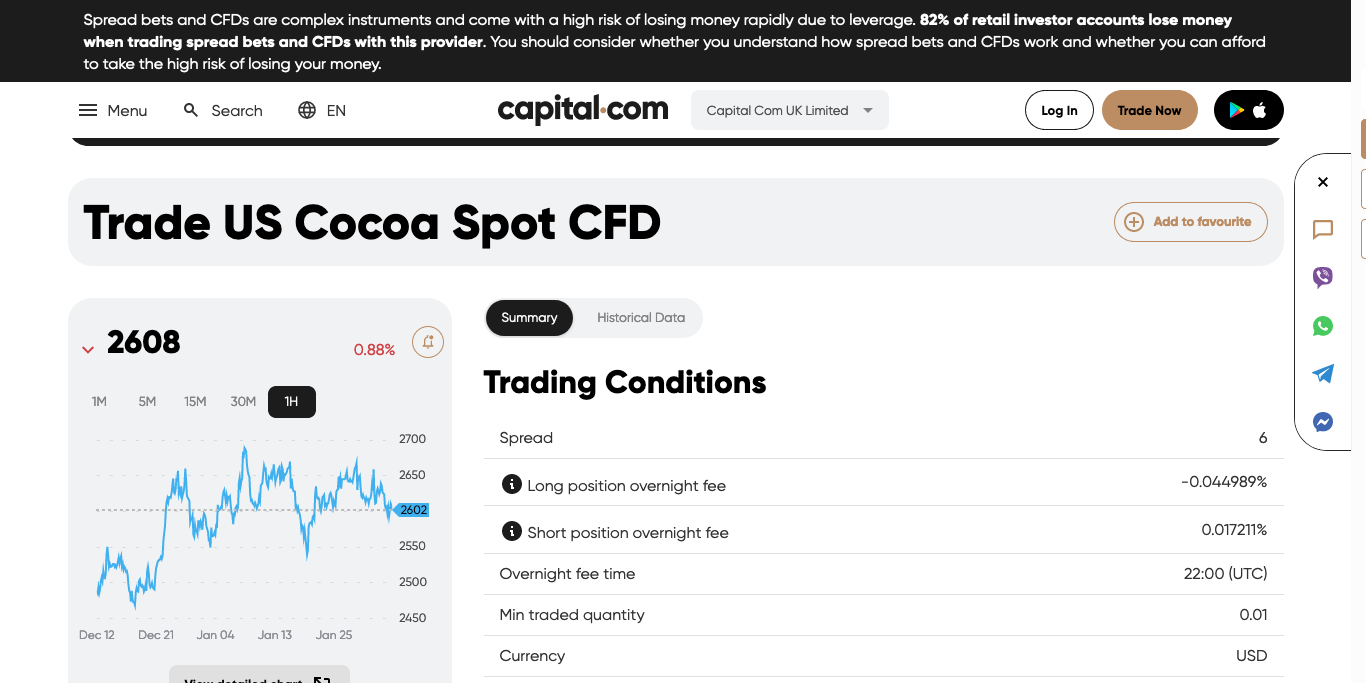 Spread bets and CFDs are complex instruments and come with a high risk of losing money rapidly due to leverage. 82% of retail investor accounts lose money
when trading spread bets and CFDs with this provider. You should consider whether you understand how spread bets and CFDs work and whether you can afford
to take the high risk of losing your money.
Menu Search EN capital.com Capital Com UK Limited Log In Trade Now
Trade US Cocoa Spot CFD Add to favourite
2608 0.88%
1M 5M 15M 30M 1H
2700
2650
2602
2550
2500
2450
Dec 12 Dec 21 Jan 04 Jan 13 Jan 25
View detailed chart
Summary Historical Data
Trading Conditions
Spread 6
Long position overnight fee -0.044989%
Short position overnight fee 0.017211%
Overnight fee time 22:00 (UTC)
Min traded quantity 0.01
Currency USD